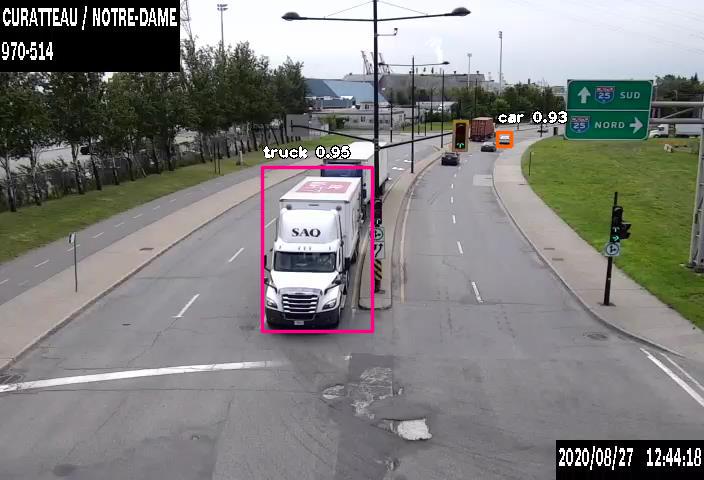 CURATTEAU / NOTRE-DAME
970-514
car 0.93
25 SUD
25 NORD
truck 0.95
SAQ
2020/08/27 12:44:18